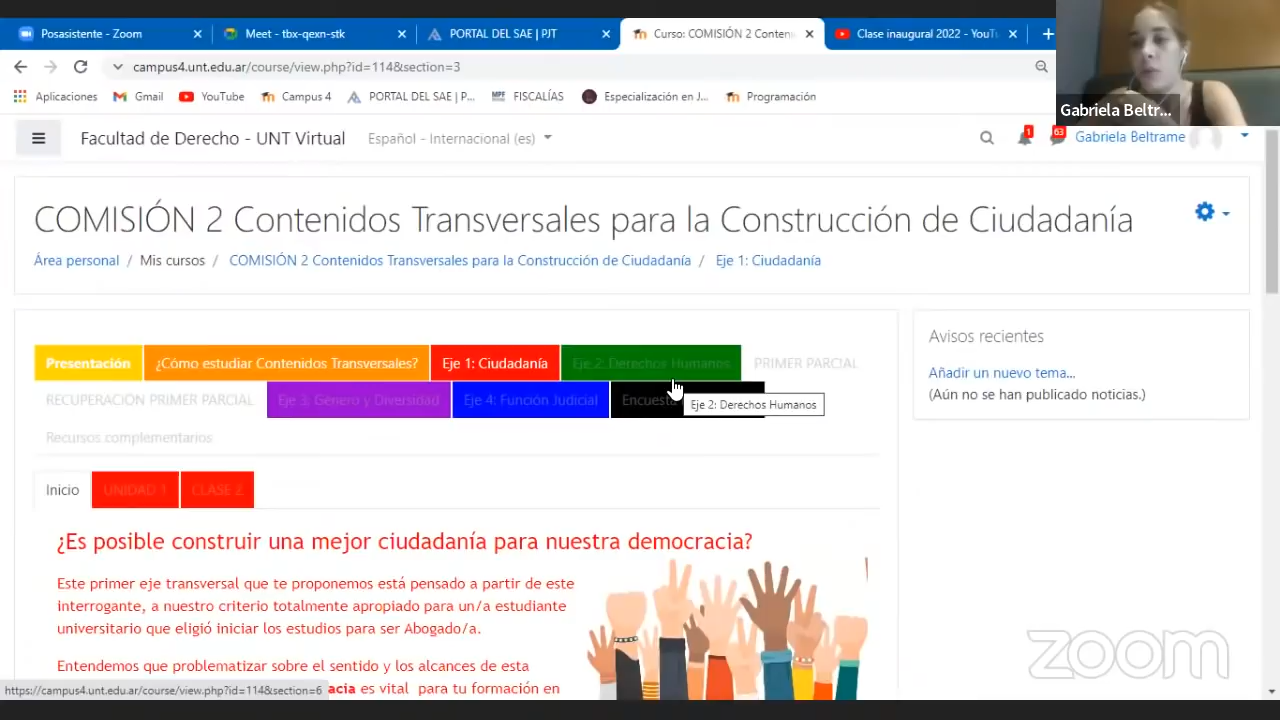 Posasistente - Zoom
Meet - tbx-qexn-stk
PORTAL DEL SAE | PJT
Curso: COMISIÓN 2 Conten
Clase inaugural 2022 - YouTu
campus4.unt.edu.ar/course/view.php?id=114&section=3
Gabriela Beltr...
Aplicaciones
Gmail
YouTube
Campus 4
PORTAL DEL SAE | P...
MPF
FISCALÍAS
Especialización en J...
Programación
Facultad de Derecho - UNT Virtual
Español - Internacional (es)
1
63
Gabriela Beltrame
COMISIÓN 2 Contenidos Transversales para la Construcción de Ciudadanía
Área personal / Mis cursos / COMISIÓN 2 Contenidos Transversales para la Construcción de Ciudadanía / Eje 1: Ciudadanía
Presentación
¿Cómo estudiar Contenidos Transversales?
Eje 1: Ciudadanía
Eje 2: Derechos Humanos
PRIMER PARCIAL
RECUPERACIÓN PRIMER PARCIAL
Eje 3: Género y Diversidad
Eje 4: Función Judicial
Encuest
Eje 2: Derechos Humanos
Recursos complementarios
Avisos recientes
Añadir un nuevo tema...
(Aún no se han publicado noticias.)
Inicio
UNIDAD 1
CLASE 2
¿Es posible construir una mejor ciudadanía para nuestra democracia?
Este primer eje transversal que te proponemos está pensado a partir de este
interrogante, a nuestro criterio totalmente apropiado para un/a estudiante
universitario que eligió iniciar los estudios para ser Abogado/a.
Entendemos que problematizar sobre el sentido y los alcances de esta
acia es vital para tu formación en
https://campus4.unt.edu.ar/course/view.php?id=114&section=6
zoom